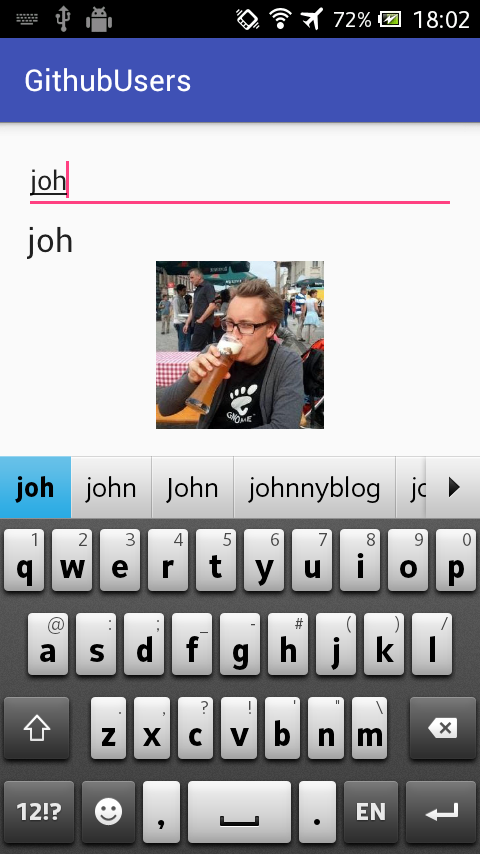 72% 18:02
GithubUsers
joh
joh
GNOME
joh john John johnnyblog jo
1 2 3 4 5 6 7 8 9 0
q w e r t y u i o p
@ : ; _ - # ( ) /
a s d f g h j k l
. , ? ! ' " \
z x c v b n m
12!? , . EN